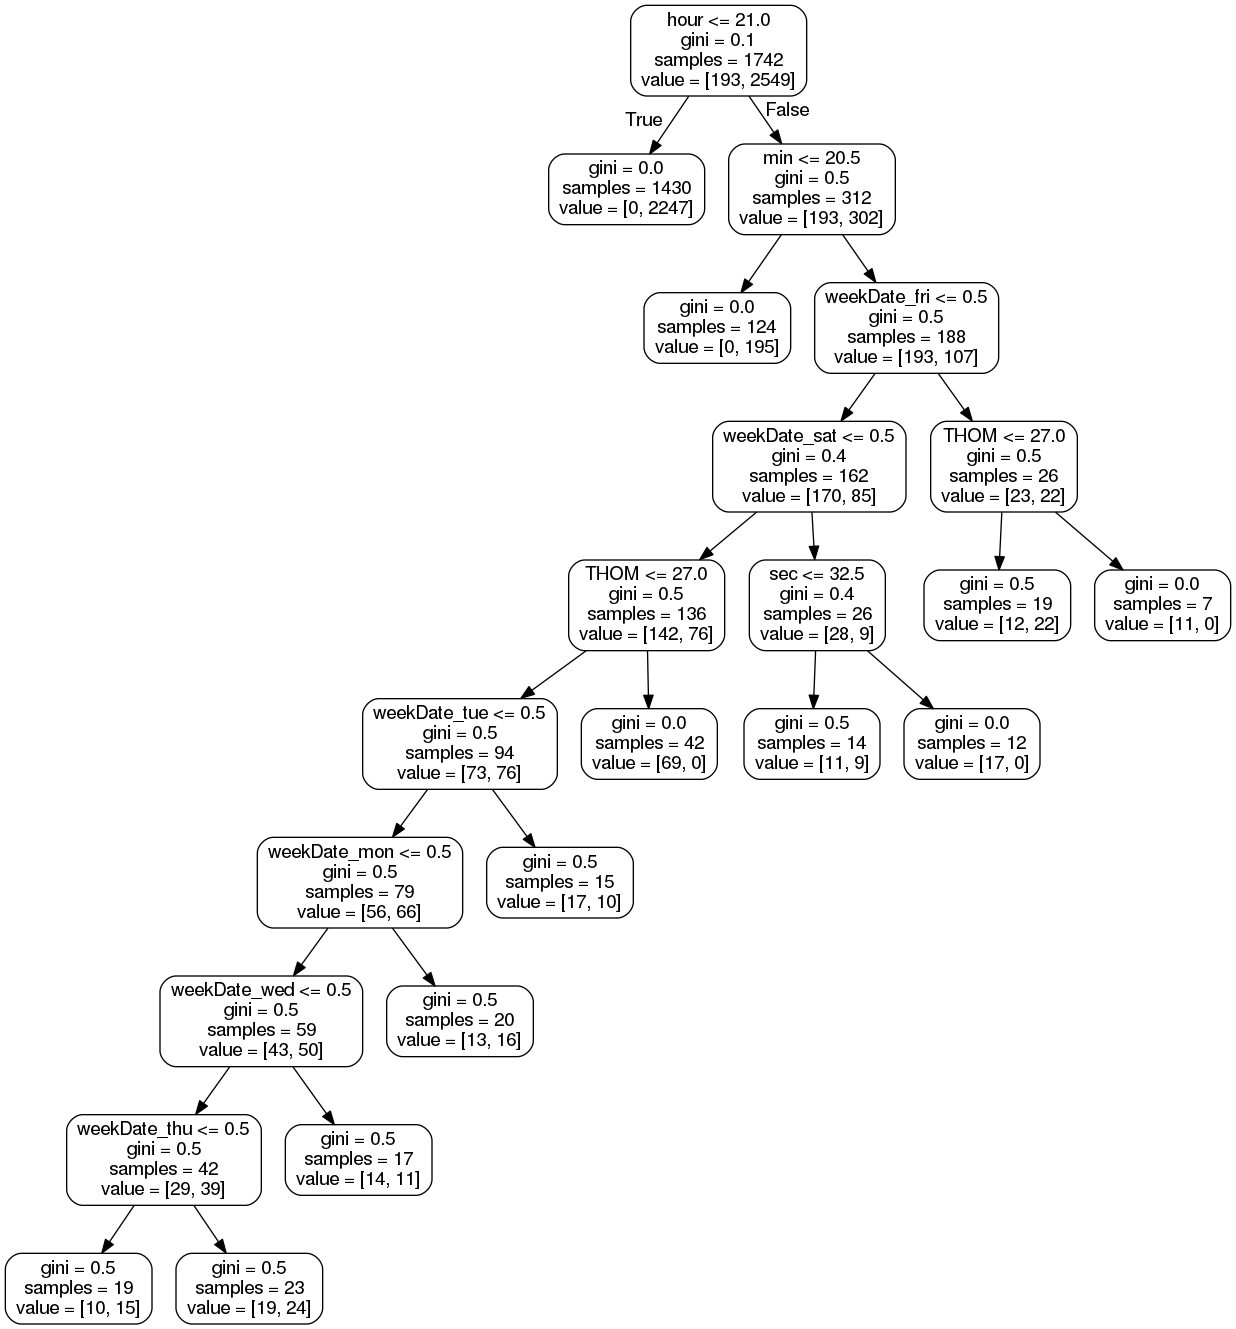 hour <= 21.0
gini = 0.1
samples = 1742
value = [193, 2549]
True
False
gini = 0.0
samples = 1430
value = [0, 2247]
min <= 20.5
gini = 0.5
samples = 312
value = [193, 302]
gini = 0.0
samples = 124
value = [0, 195]
weekDate_fri <= 0.5
gini = 0.5
samples = 188
value = [193, 107]
weekDate_sat <= 0.5
gini = 0.4
samples = 162
value = [170, 85]
THOM <= 27.0
gini = 0.5
samples = 26
value = [23, 22]
THOM <= 27.0
gini = 0.5
samples = 136
value = [142, 76]
sec <= 32.5
gini = 0.4
samples = 26
value = [28, 9]
gini = 0.5
samples = 19
value = [12, 22]
gini = 0.0
samples = 7
value = [11, 0]
weekDate_tue <= 0.5
gini = 0.5
samples = 94
value = [73, 76]
gini = 0.0
samples = 42
value = [69, 0]
gini = 0.5
samples = 14
value = [11, 9]
gini = 0.0
samples = 12
value = [17, 0]
weekDate_mon <= 0.5
gini = 0.5
samples = 79
value = [56, 66]
gini = 0.5
samples = 15
value = [17, 10]
weekDate_wed <= 0.5
gini = 0.5
samples = 59
value = [43, 50]
gini = 0.5
samples = 20
value = [13, 16]
weekDate_thu <= 0.5
gini = 0.5
samples = 42
value = [29, 39]
gini = 0.5
samples = 17
value = [14, 11]
gini = 0.5
samples = 19
value = [10, 15]
gini = 0.5
samples = 23
value = [19, 24]